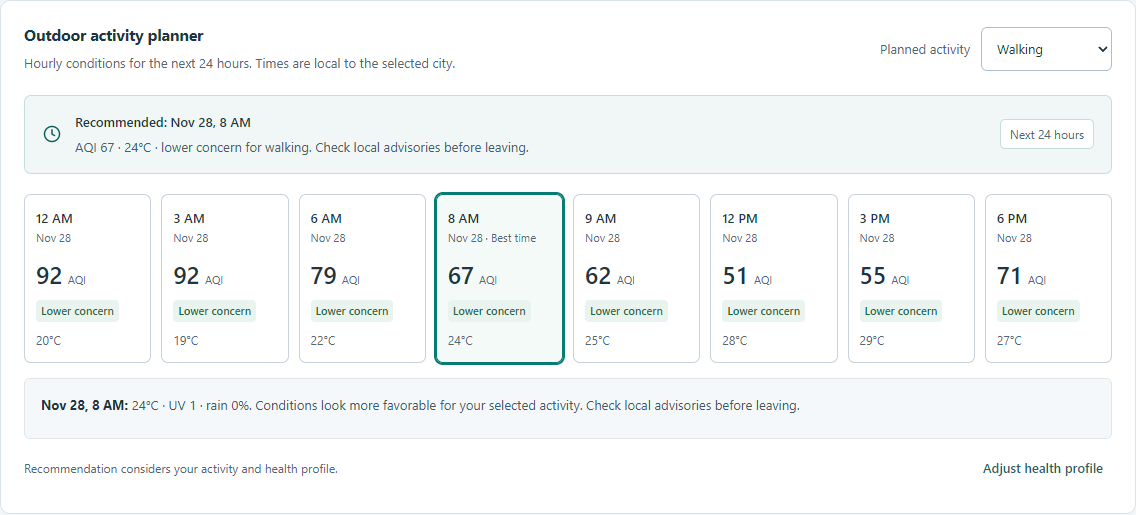 Outdoor activity planner
Hourly conditions for the next 24 hours. Times are local to the selected city.
Planned activity
Walking
Recommended: Nov 28, 8 AM
AQI 67 · 24°C · lower concern for walking. Check local advisories before leaving.
Next 24 hours
12 AM
Nov 28
92 AQI
Lower concern
20°C
3 AM
Nov 28
92 AQI
Lower concern
19°C
6 AM
Nov 28
79 AQI
Lower concern
22°C
8 AM
Nov 28 · Best time
67 AQI
Lower concern
24°C
9 AM
Nov 28
62 AQI
Lower concern
25°C
12 PM
Nov 28
51 AQI
Lower concern
28°C
3 PM
Nov 28
55 AQI
Lower concern
29°C
6 PM
Nov 28
71 AQI
Lower concern
27°C
Nov 28, 8 AM: 24°C · UV 1 · rain 0%. Conditions look more favorable for your selected activity. Check local advisories before leaving.
Recommendation considers your activity and health profile.
Adjust health profile